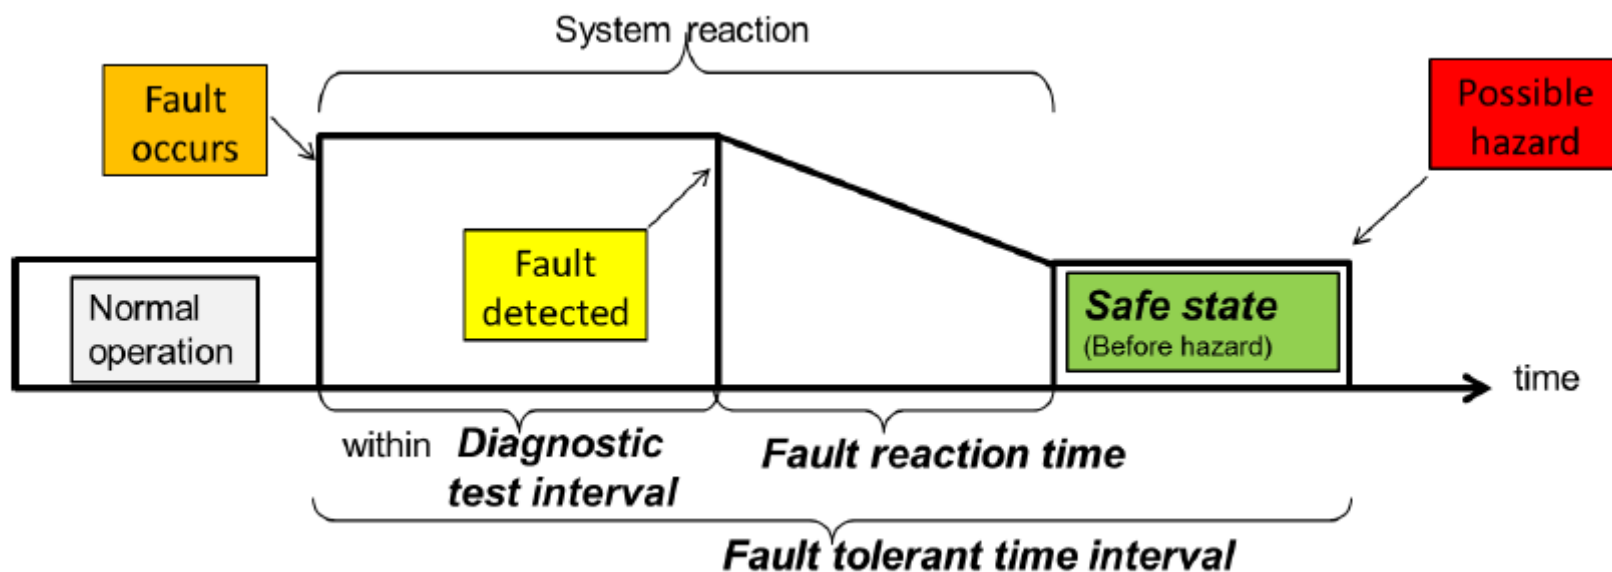 System reaction
Fault
occurs
Possible
hazard
Fault
detected
Normal
operation
Safe state
(Before hazard)
time
within Diagnostic
test interval
Fault reaction time
Fault tolerant time interval